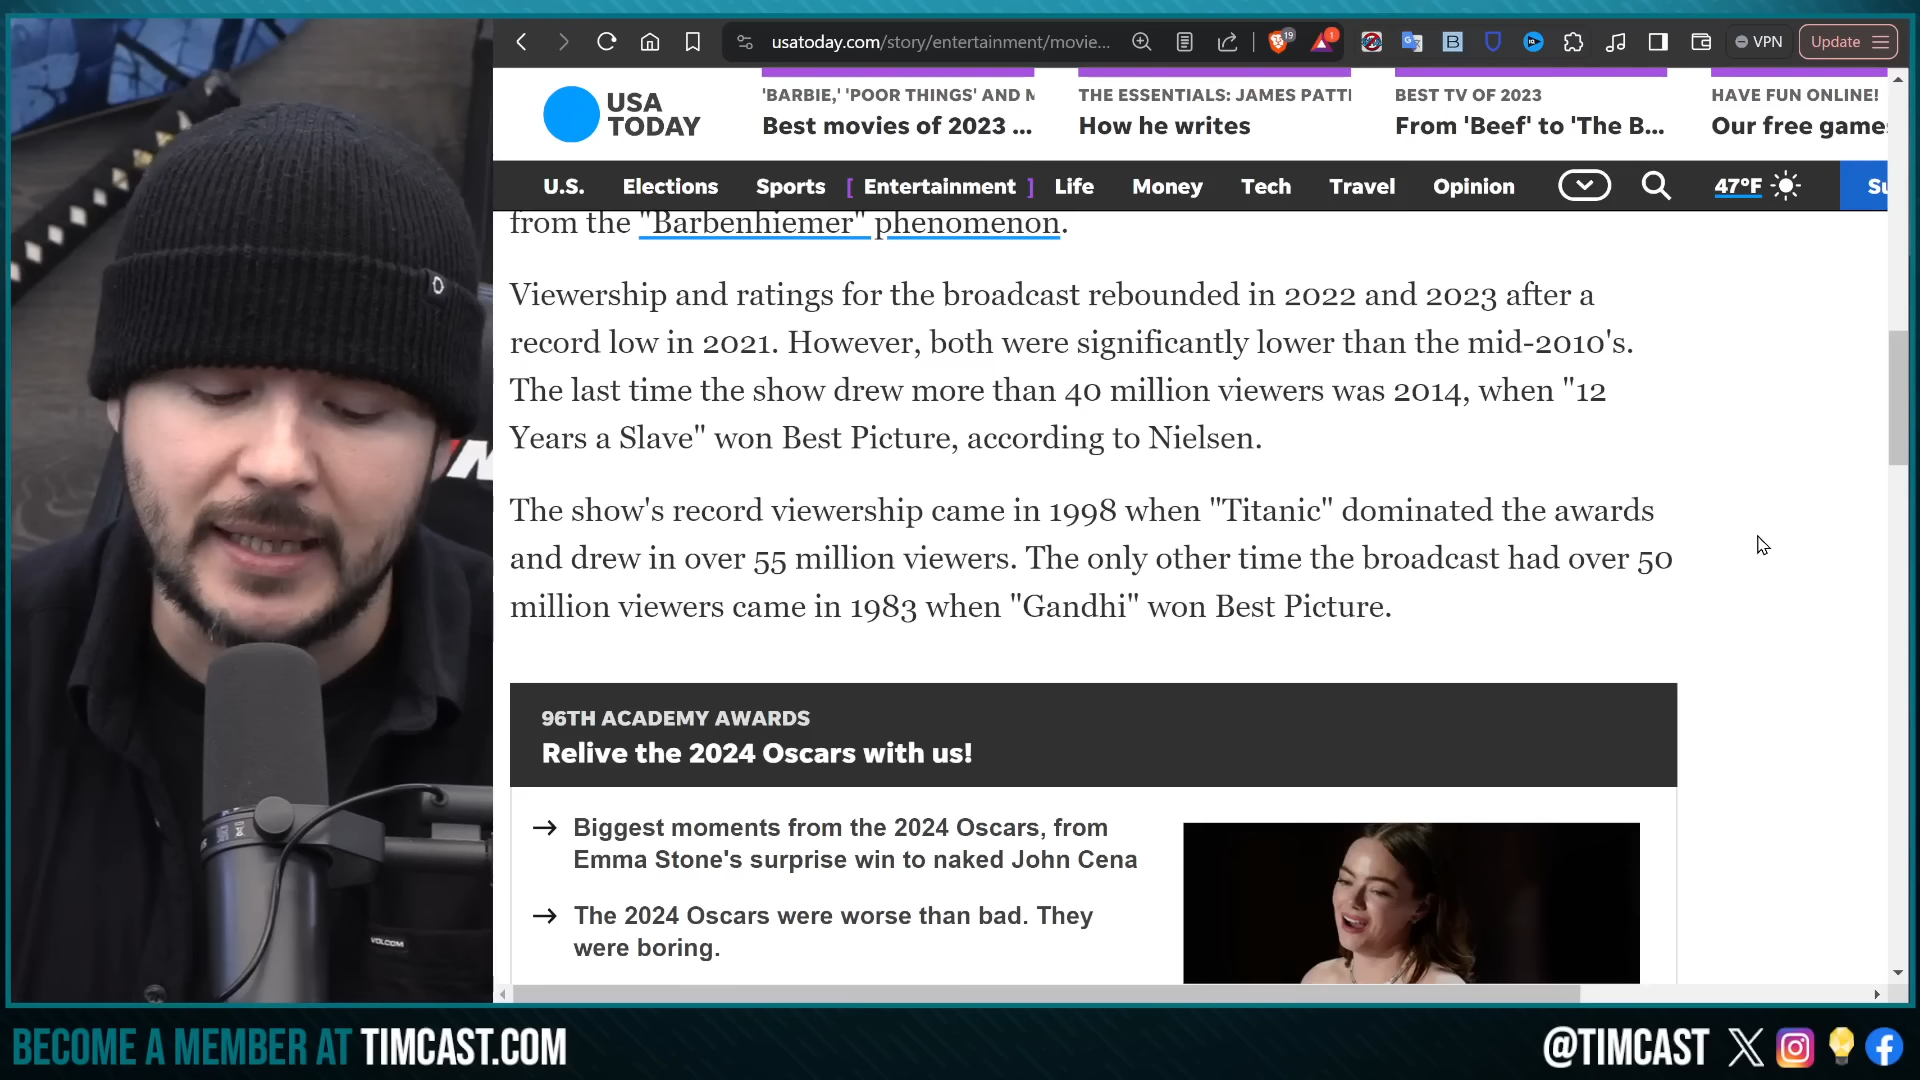 usatoday.com/story/entertainment/movie...
19
1
VPN
Update
USA
TODAY
'BARBIE,' 'POOR THINGS' AND M
Best movies of 2023 ...
THE ESSENTIALS: JAMES PATTI
How he writes
BEST TV OF 2023
From 'Beef' to 'The B...
HAVE FUN ONLINE!
Our free games
U.S.
Elections
Sports
[ Entertainment ]
Life
Money
Tech
Travel
Opinion
47°F
Su
from the "Barbenhiemer" phenomenon.
Viewership and ratings for the broadcast rebounded in 2022 and 2023 after a
record low in 2021. However, both were significantly lower than the mid-2010's.
The last time the show drew more than 40 million viewers was 2014, when "12
Years a Slave" won Best Picture, according to Nielsen.
The show's record viewership came in 1998 when "Titanic" dominated the awards
and drew in over 55 million viewers. The only other time the broadcast had over 50
million viewers came in 1983 when "Gandhi" won Best Picture.
96TH ACADEMY AWARDS
Relive the 2024 Oscars with us!
→ Biggest moments from the 2024 Oscars, from
Emma Stone's surprise win to naked John Cena
→ The 2024 Oscars were worse than bad. They
were boring.
VOLCOM
BECOME A MEMBER AT TIMCAST.COM
@TIMCAST